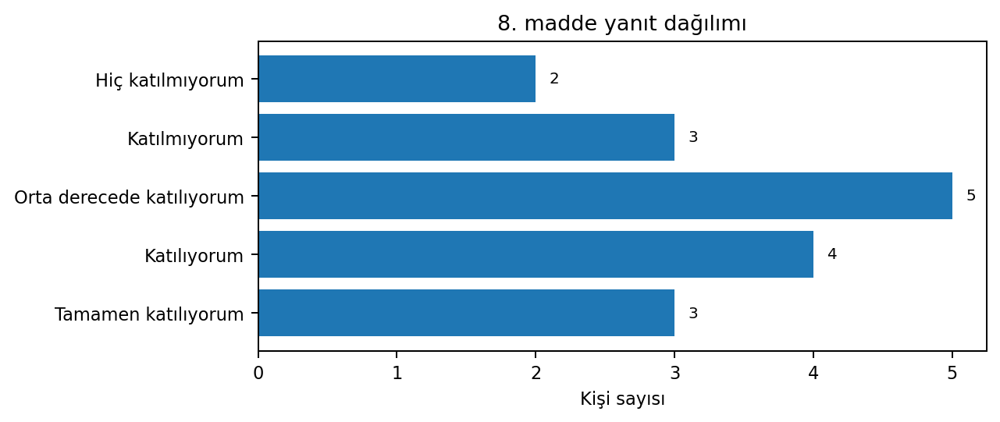 8. madde yanıt dağılımı
Hiç katılmıyorum 2
Katılmıyorum 3
Orta derecede katılıyorum 5
Katılıyorum 4
Tamamen katılıyorum 3
0 1 2 3 4 5
Kişi sayısı